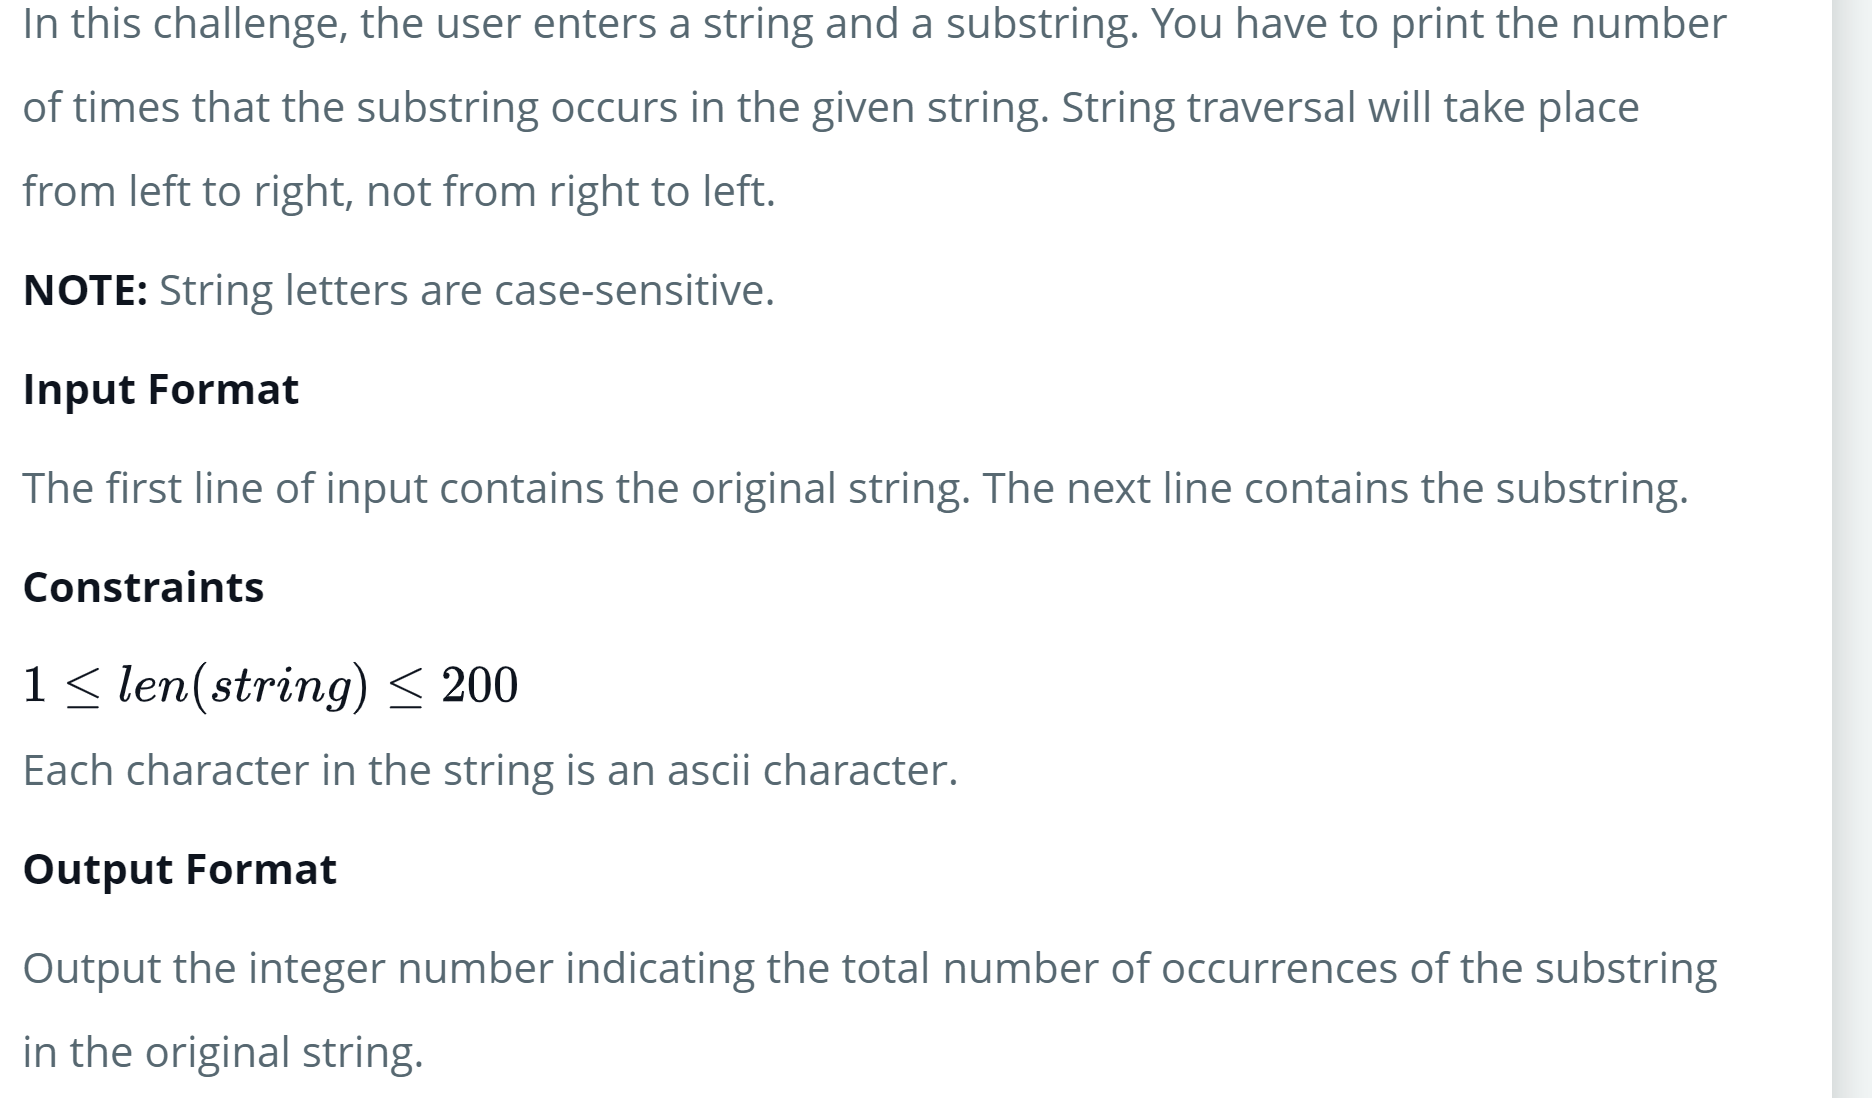 In this challenge, the user enters a string and a substring. You have to print the number
of times that the substring occurs in the given string. String traversal will take place
from left to right, not from right to left.
NOTE: String letters are case-sensitive.
Input Format
The first line of input contains the original string. The next line contains the substring.
Constraints
1 ≤ len(string) ≤ 200
Each character in the string is an ascii character.
Output Format
Output the integer number indicating the total number of occurrences of the substring
in the original string.